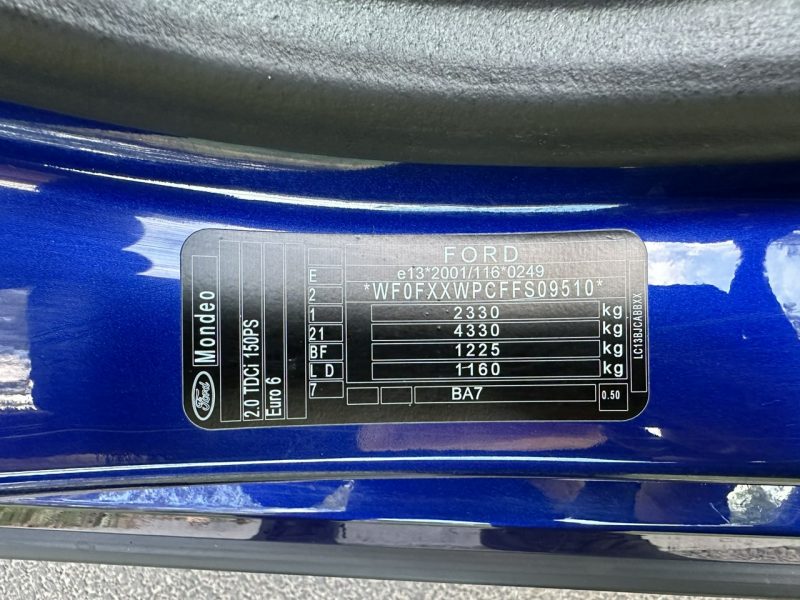 FORD
e13*2001/116*0249
*WF0FXXWPCFFS09510*
2330 kg
4330 kg
1225 kg
1160 kg
BA7
0.50
E
2
1
21
BF
L D
7
Ford
Mondeo
2.0 TDCi 150PS
Euro 6
LC13BJCABBXX